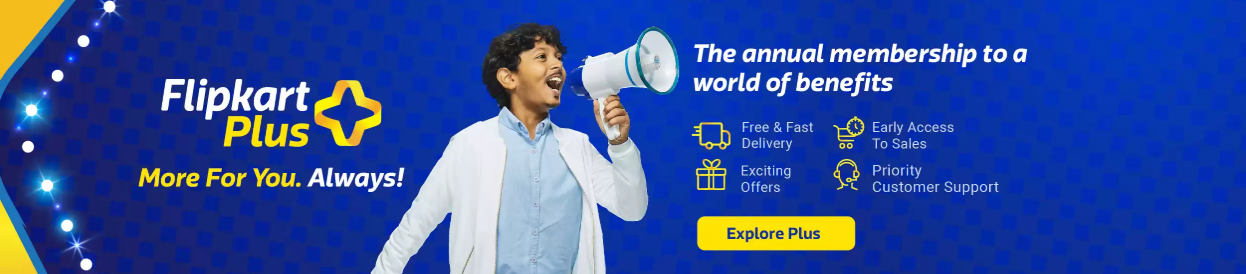 Flipkart
Plus
More For You. Always!
The annual membership to a
world of benefits
Free & Fast
Delivery
Early Access
To Sales
Exciting
Offers
Priority
Customer Support
Explore Plus